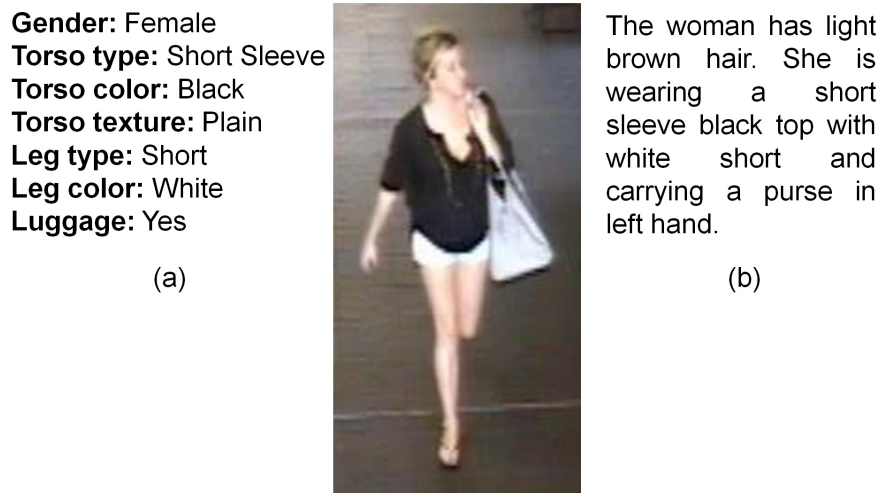 Gender: Female
Torso type: Short Sleeve
Torso color: Black
Torso texture: Plain
Leg type: Short
Leg color: White
Luggage: Yes
(a)
The woman has light
brown hair. She is
wearing a short
sleeve black top with
white short and
carrying a purse in
left hand.
(b)